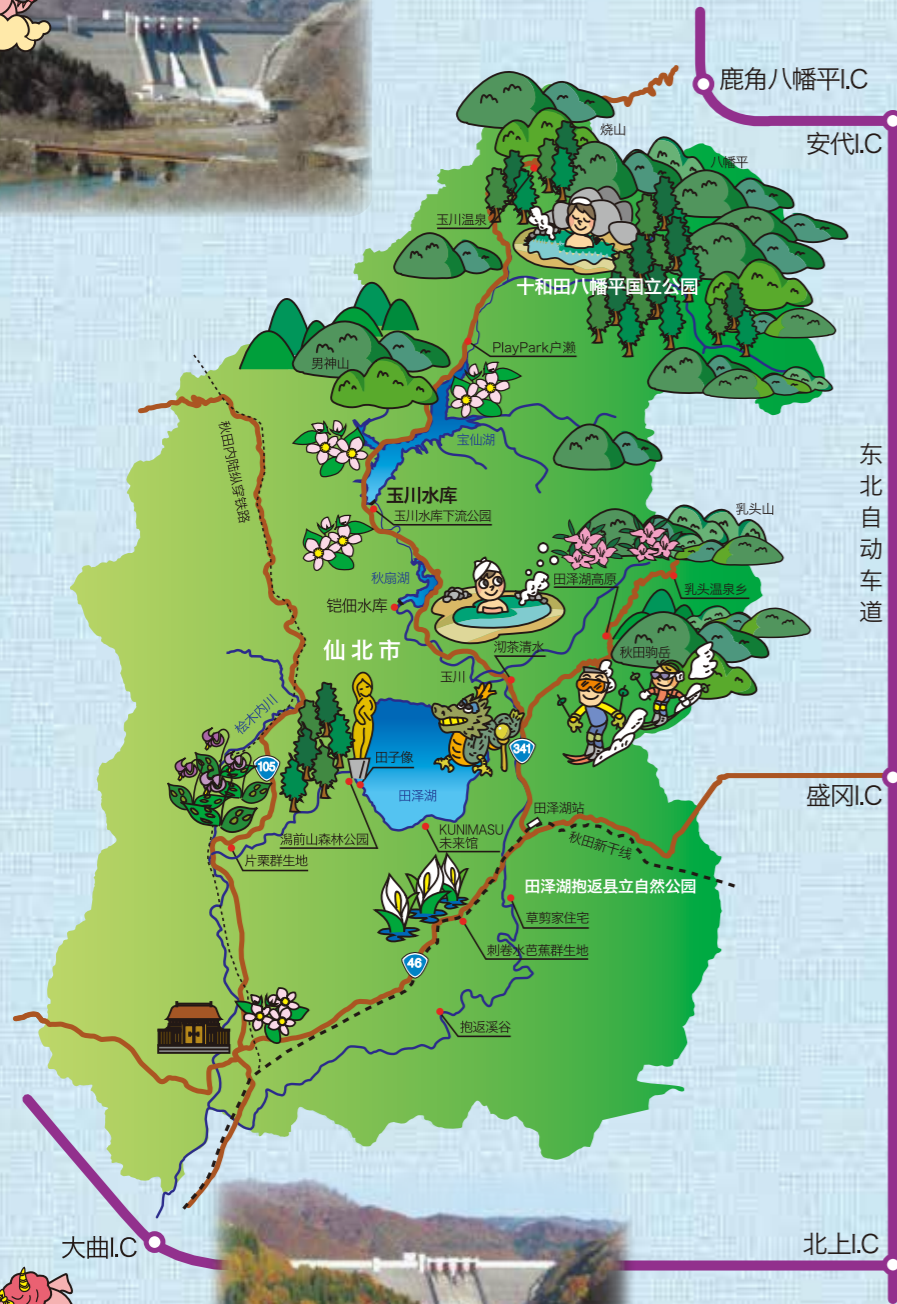 鹿角八幡平I.C
安代I.C
烧山
八幡平
玉川温泉
十和田八幡平国立公园
PlayPark户濑
男神山
宝仙湖
秋田内陆纵穿铁路
玉川水库
玉川水库下流公园
东北自动车道
乳头山
秋扇湖
田泽湖高原
乳头温泉乡
铠佃水库
仙北市
沏茶清水
秋田驹岳
玉川
桧木内川
341
105
田子像
田泽湖
盛冈I.C
田泽湖站
KUNIMASU
未来馆
秋田新干线
湯前山森林公园
片栗群生地
田泽湖抱返县立自然公园
草剪家住宅
刺卷水芭蕉群生地
46
抱返溪谷
大曲I.C
北上I.C